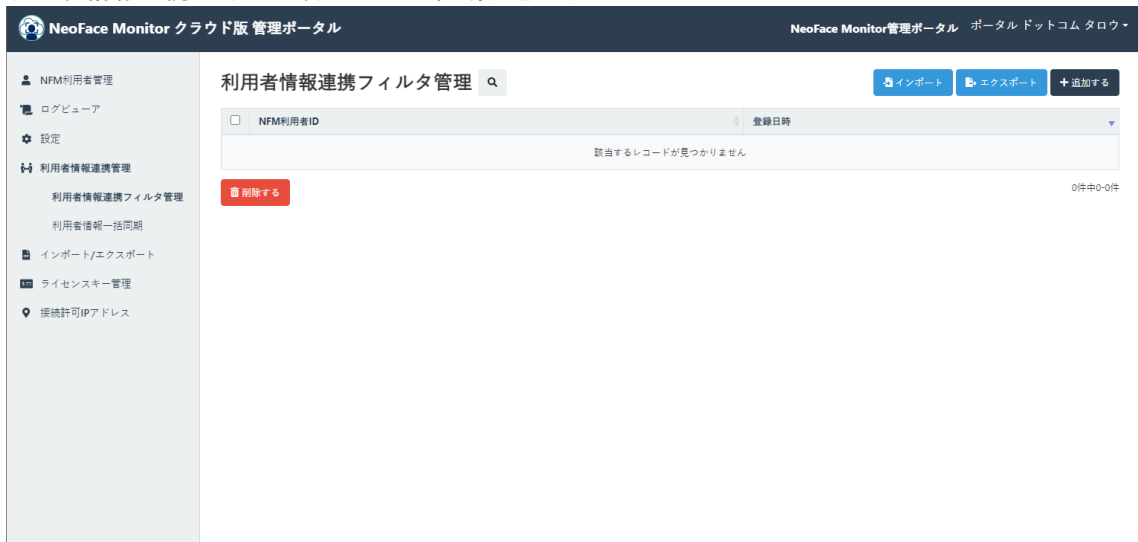 NeoFace Monitor クラウド版 管理ポータル
NeoFace Monitor管理ポータル ポータル ドットコム タロウ
NFM利用者管理
ログビューア
設定
利用者情報連携管理
利用者情報連携フィルタ管理
利用者情報一括同期
インポート/エクスポート
ライセンスキー管理
接続許可IPアドレス
利用者情報連携フィルタ管理
インポート
エクスポート
+追加する
NFM利用者ID 登録日時
該当するレコードが見つかりません
削除する
0件中0-0件